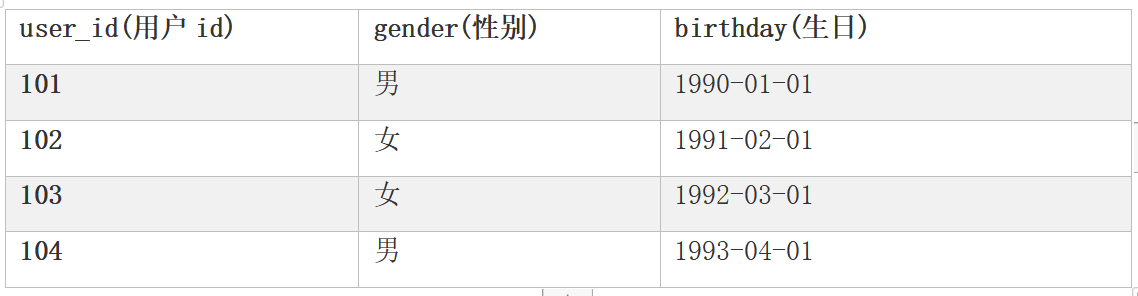 user_id(用户 id) gender(性别) birthday(生日)
101 男 1990-01-01
102 女 1991-02-01
103 女 1992-03-01
104 男 1993-04-01